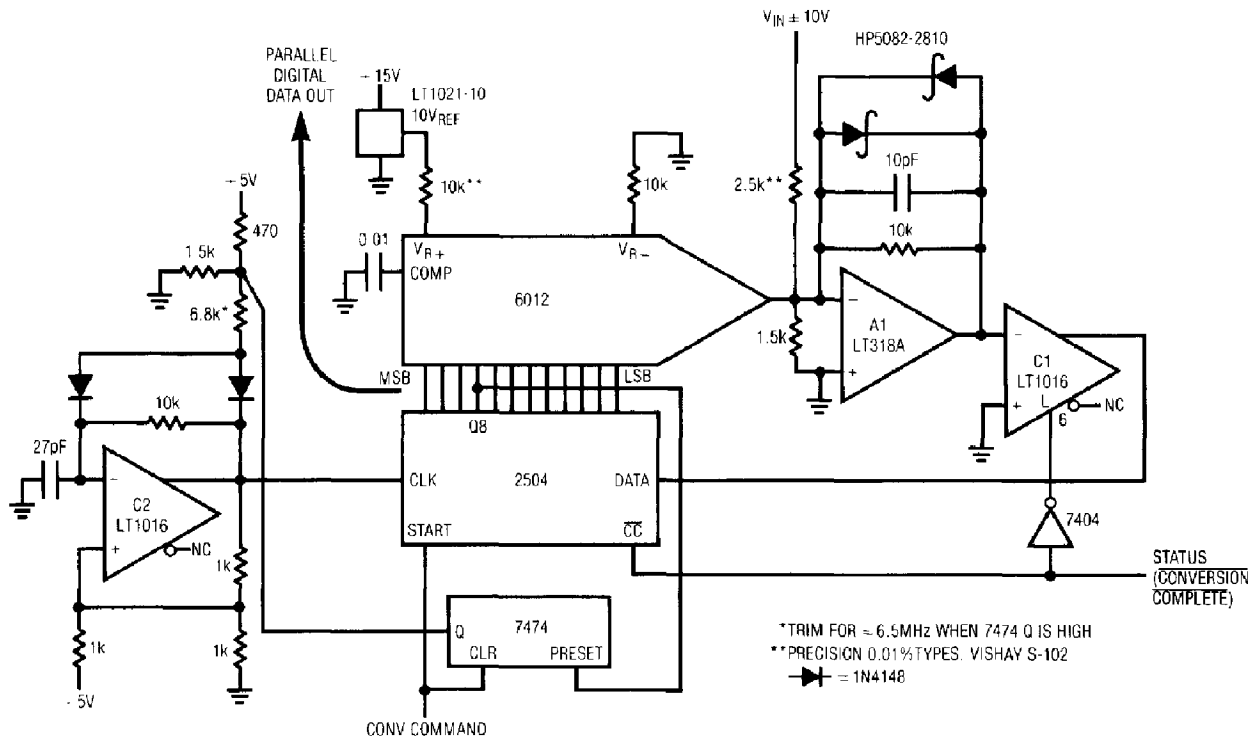 VIN ± 10V
HP5082-2810
PARALLEL
DIGITAL
DATA OUT
– 15V
LT1021-10
10VREF
10k**
10k
2.5k**
10pF
10k
– 5V
470
1.5k
6.8k*
0.01
VR+
COMP
VR–
6012
1.5k
–
A1
LT318A
+
–
C1
LT1016
L
+
6
NC
MSB
LSB
10k
27pF
–
C2
LT1016
+
NC
Q8
CLK
2504
DATA
START
CC
7404
STATUS
(CONVERSION
COMPLETE)
1k
1k
1k
– 5V
Q
7474
CLR
PRESET
CONV COMMAND
*TRIM FOR ≈ 6.5MHz WHEN 7474 Q IS HIGH
**PRECISION 0.01% TYPES, VISHAY S-102
= 1N4148